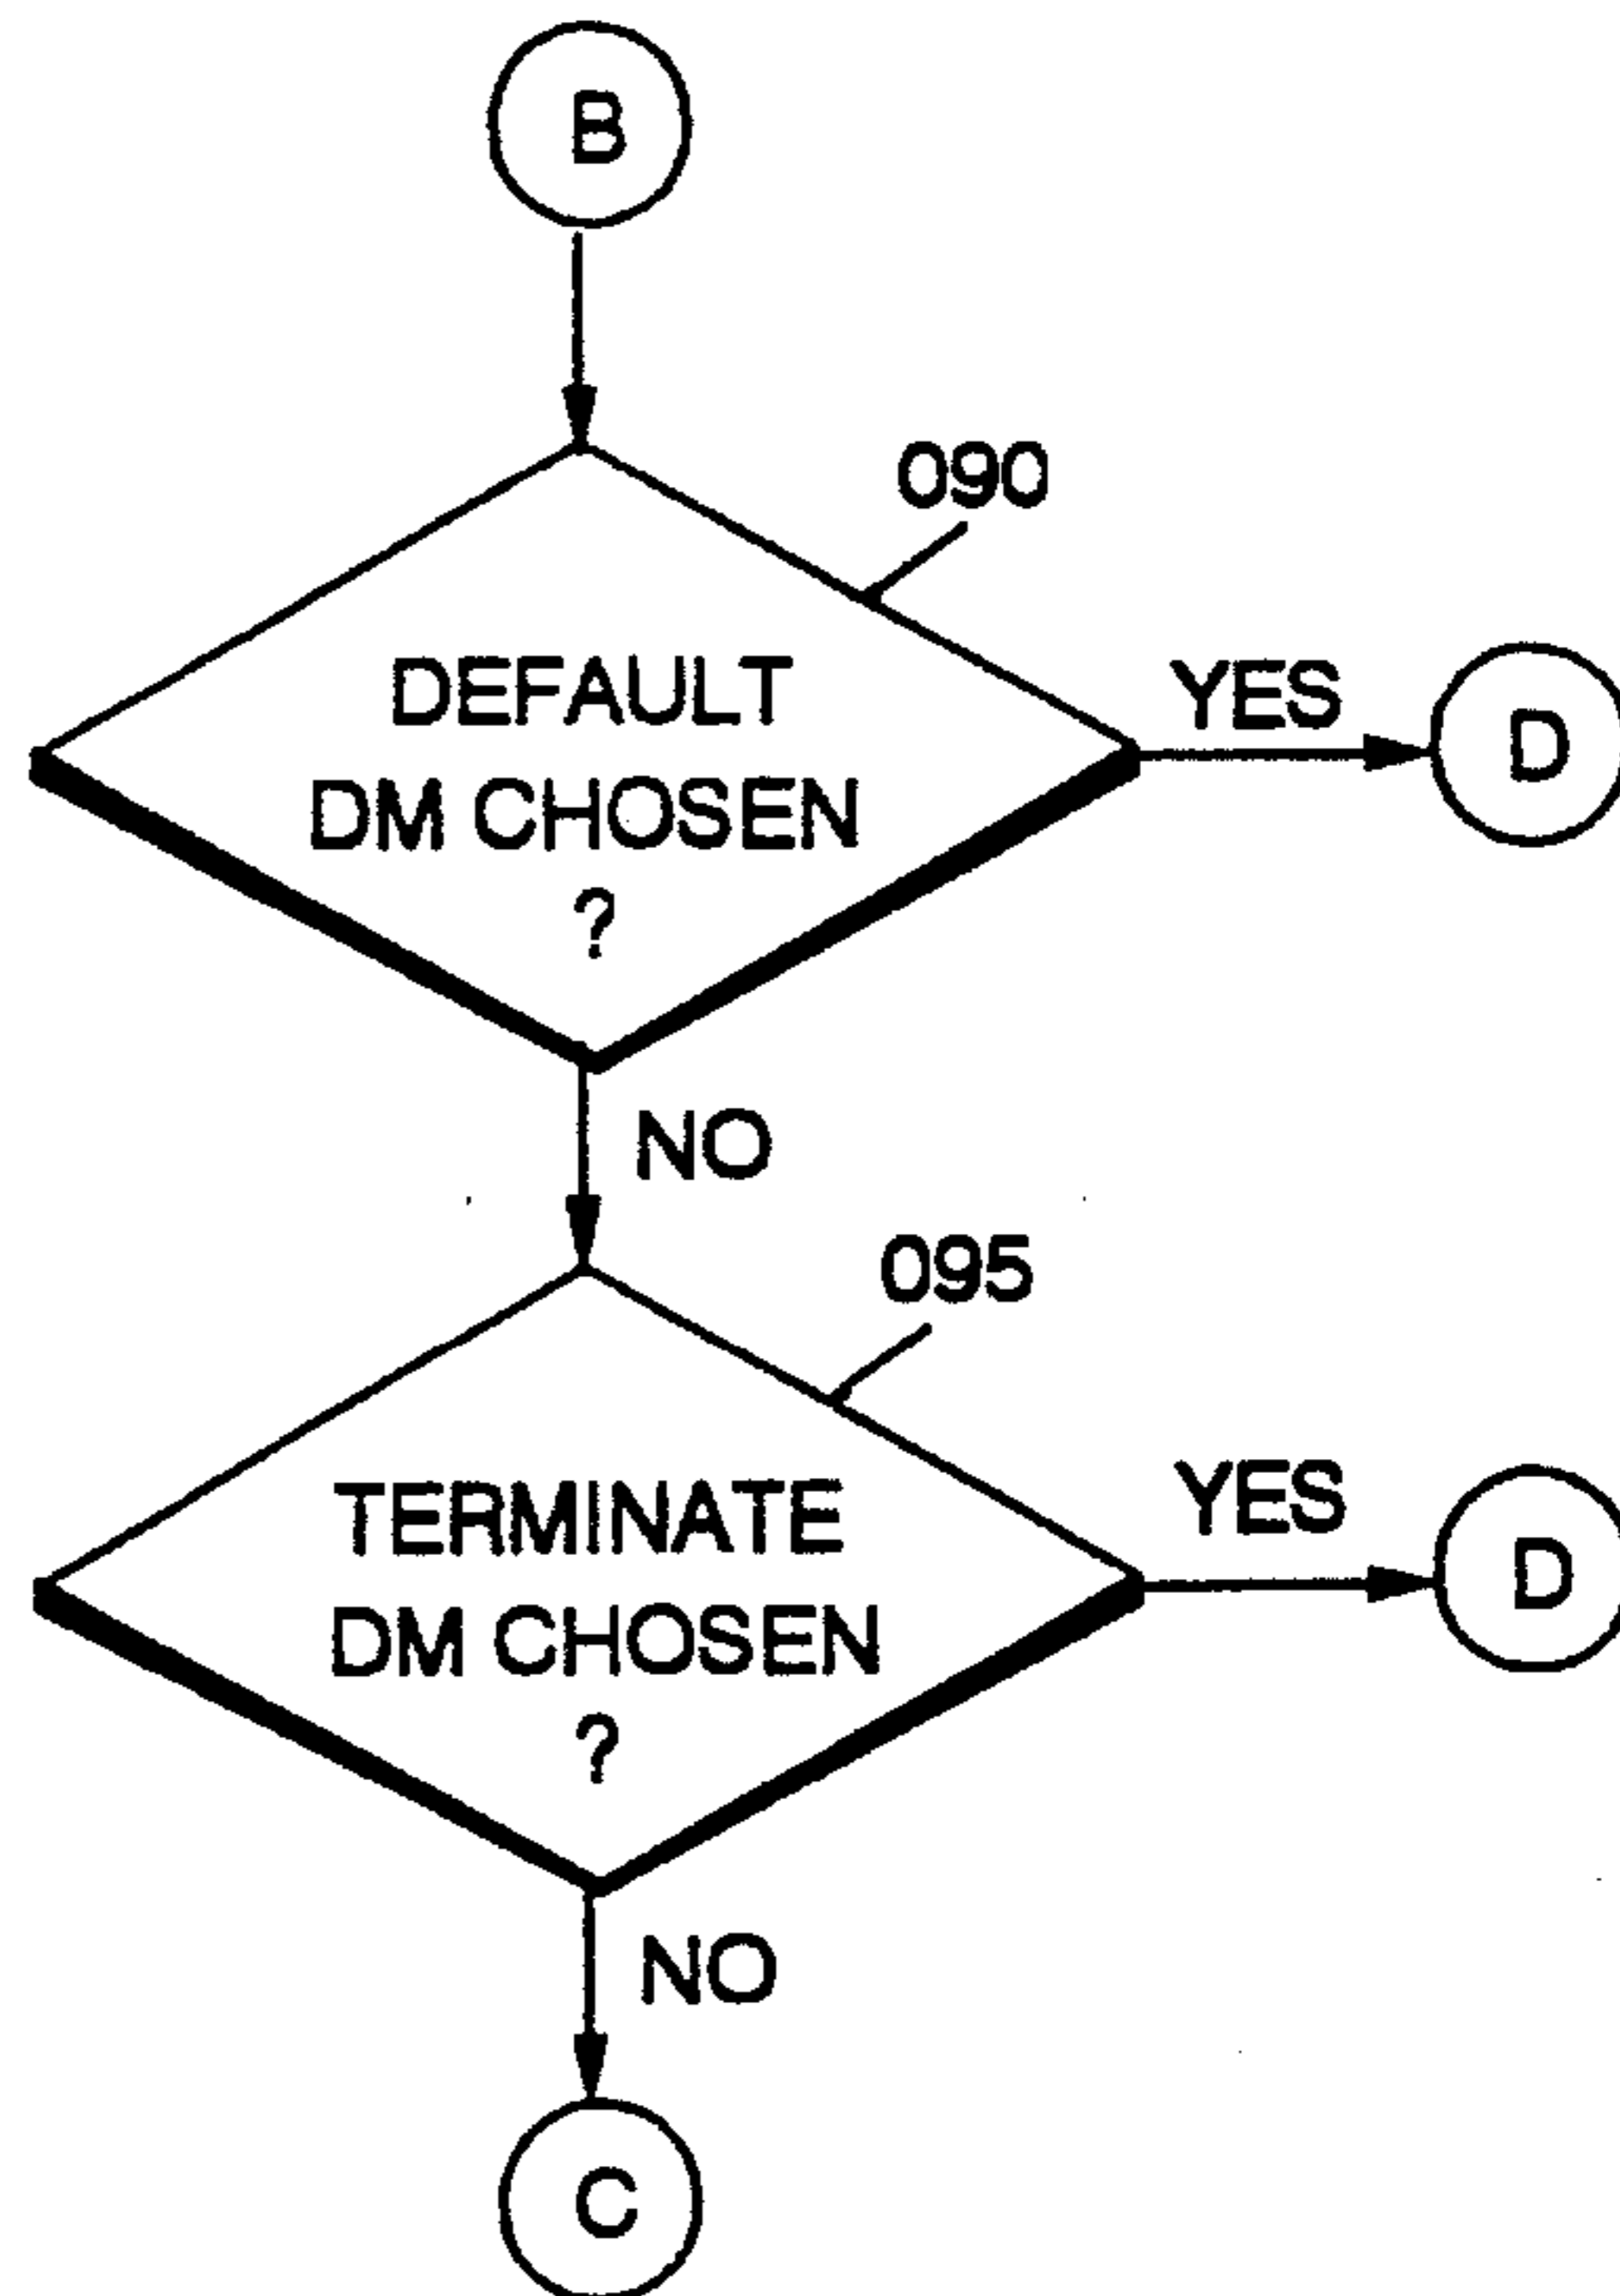 B
090
DEFAULT
DM CHOSEN
?
YES
D
NO
095
TERMINATE
DM CHOSEN
?
YES
D
NO
C